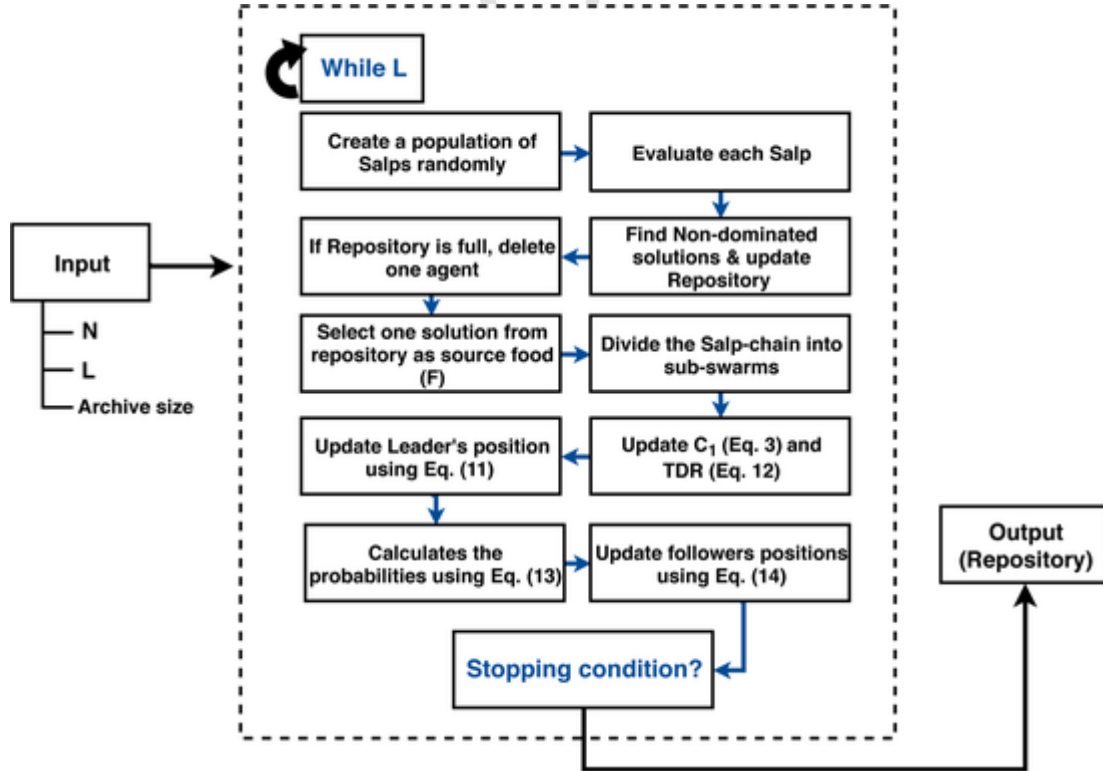 While L
Create a population of
Salps randomly
Evaluate each Salp
Find Non-dominated
solutions & update
Repository
If Repository is full, delete
one agent
Input
N
L
Archive size
Select one solution from
repository as source food
(F)
Divide the Salp-chain into
sub-swarms
Update C₁ (Eq. 3) and
TDR (Eq. 12)
Update Leader's position
using Eq. (11)
Calculates the
probabilities using Eq. (13)
Update followers positions
using Eq. (14)
Stopping condition?
Output
(Repository)